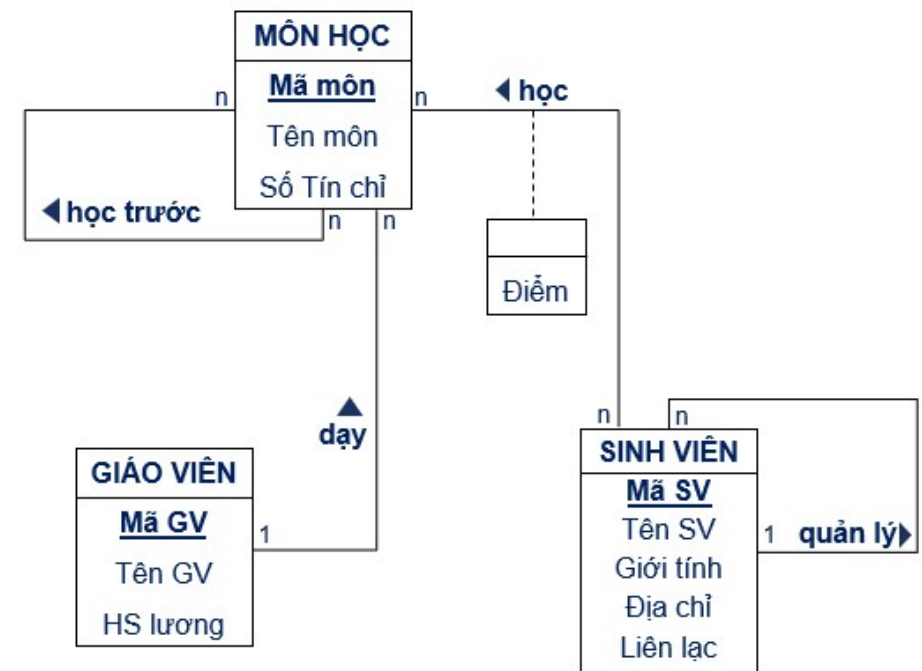 MÔN HỌC
Mã môn
Tên môn
Số Tín chỉ
n
n
◀ học
◀ học trước
n
n
Điểm
▲
dạy
GIÁO VIÊN
Mã GV
Tên GV
HS lương
1
n
n
SINH VIÊN
Mã SV
Tên SV
Giới tính
Địa chỉ
Liên lạc
1
quản lý▶